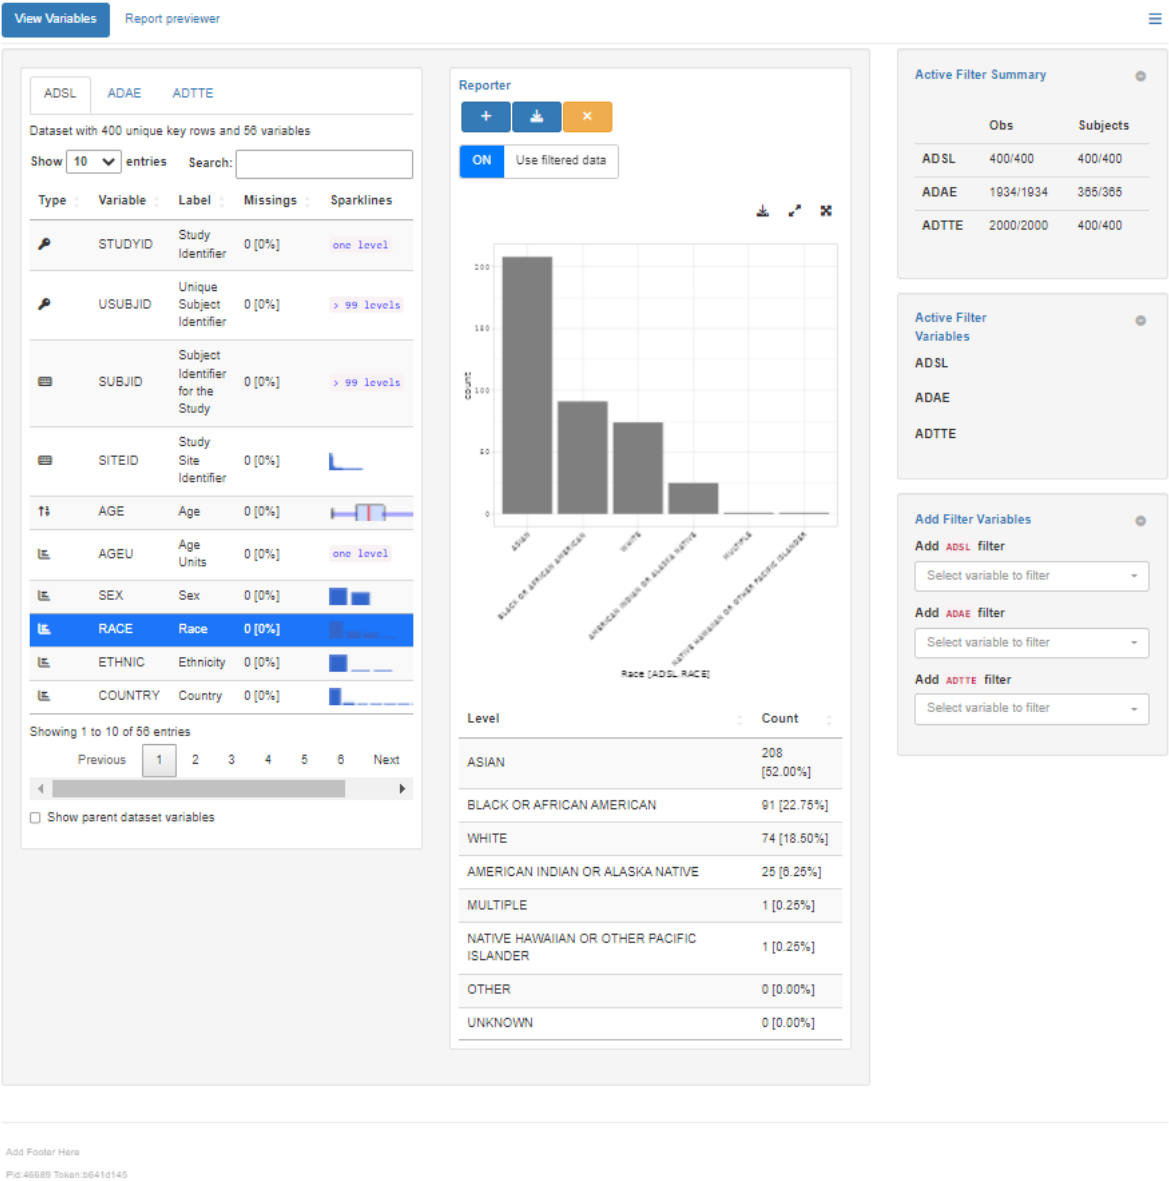 View Variables
Report previewer
ADSL
ADAE
ADTTE
Dataset with 400 unique key rows and 56 variables
Show 10 entries
Search:
Type
Variable
Label
Missings
Sparklines
STUDYID
Study
Identifier
0 [0%]
one level
USUBJID
Unique
Subject
Identifier
0 [0%]
> 99 levels
SUBJID
Subject
Identifier
for the
Study
0 [0%]
> 99 levels
SITEID
Study
Site
Identifier
0 [0%]
AGE
Age
0 [0%]
AGEU
Age
Units
0 [0%]
one level
SEX
Sex
0 [0%]
RACE
Race
0 [0%]
ETHNIC
Ethnicity
0 [0%]
COUNTRY
Country
0 [0%]
Showing 1 to 10 of 56 entries
Previous
1
2
3
4
5
6
Next
Show parent dataset variables
Reporter
ON
Use filtered data
200
150
100
50
0
count
ASIAN
BLACK OR AFRICAN AMERICAN
WHITE
AMERICAN INDIAN OR ALASKA NATIVE
MULTIPLE
NATIVE HAWAIIAN OR OTHER PACIFIC ISLANDER
Race [ADSL.RACE]
Level
Count
ASIAN
208
[52.00%]
BLACK OR AFRICAN AMERICAN
91 [22.75%]
WHITE
74 [18.50%]
AMERICAN INDIAN OR ALASKA NATIVE
25 [6.25%]
MULTIPLE
1 [0.25%]
NATIVE HAWAIIAN OR OTHER PACIFIC
ISLANDER
1 [0.25%]
OTHER
0 [0.00%]
UNKNOWN
0 [0.00%]
Active Filter Summary
Obs
Subjects
ADSL
400/400
400/400
ADAE
1934/1934
365/365
ADTTE
2000/2000
400/400
Active Filter
Variables
ADSL
ADAE
ADTTE
Add Filter Variables
Add ADSL filter
Select variable to filter
Add ADAE filter
Select variable to filter
Add ADTTE filter
Select variable to filter
Add Footer Here
Pid:46689 Token:b641d145